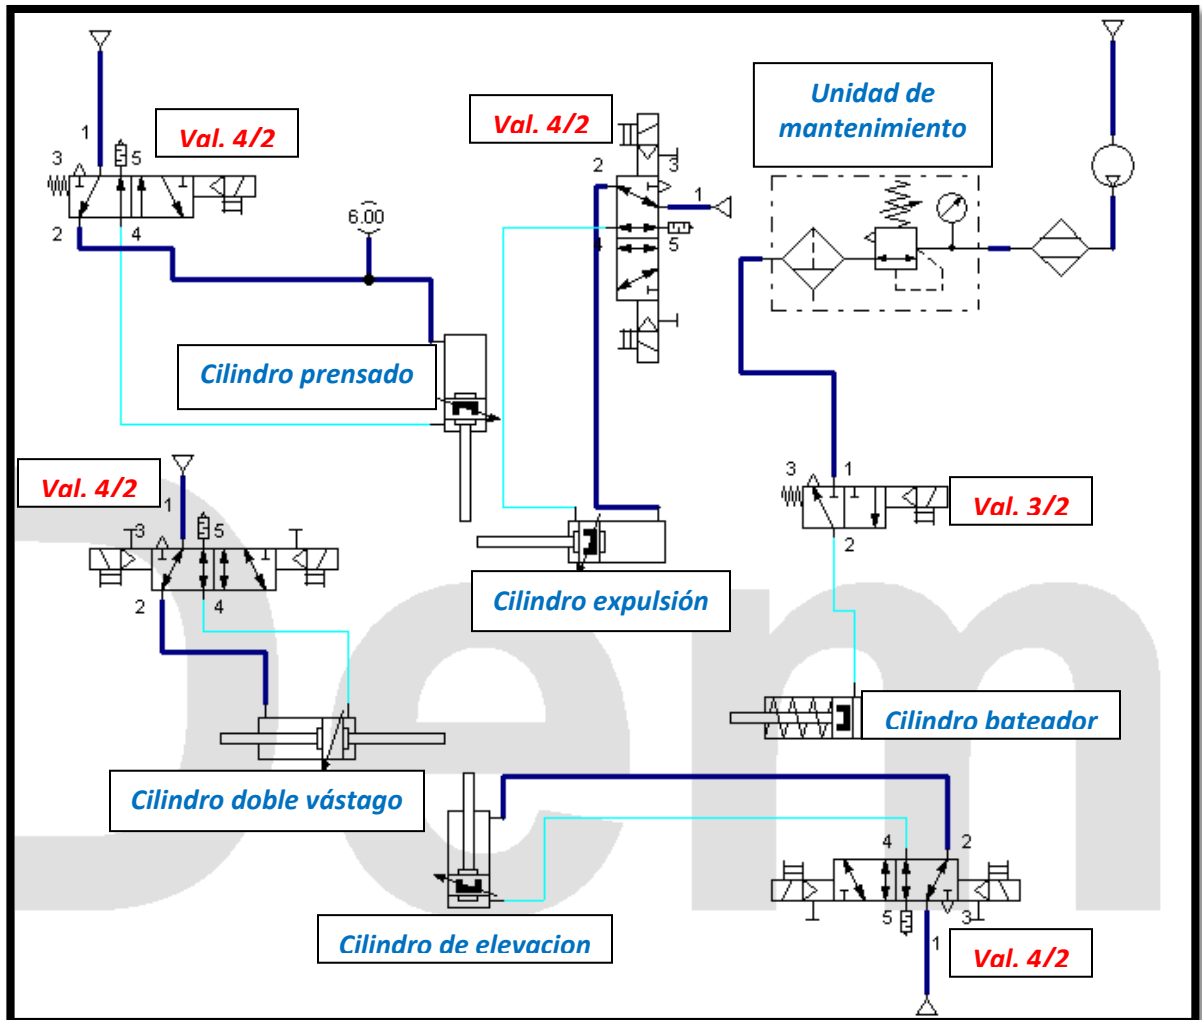 Unidad de
mantenimiento
Val. 4/2
Val. 4/2
1
3
5
2
4
6.00
2
3
1
4
5
Cilindro prensado
Val. 4/2
1
3
5
2
4
3
1
2
Val. 3/2
Cilindro expulsión
Cilindro bateador
Cilindro doble vástago
Cilindro de elevacion
4
2
5
3
1
Val. 4/2
Dem